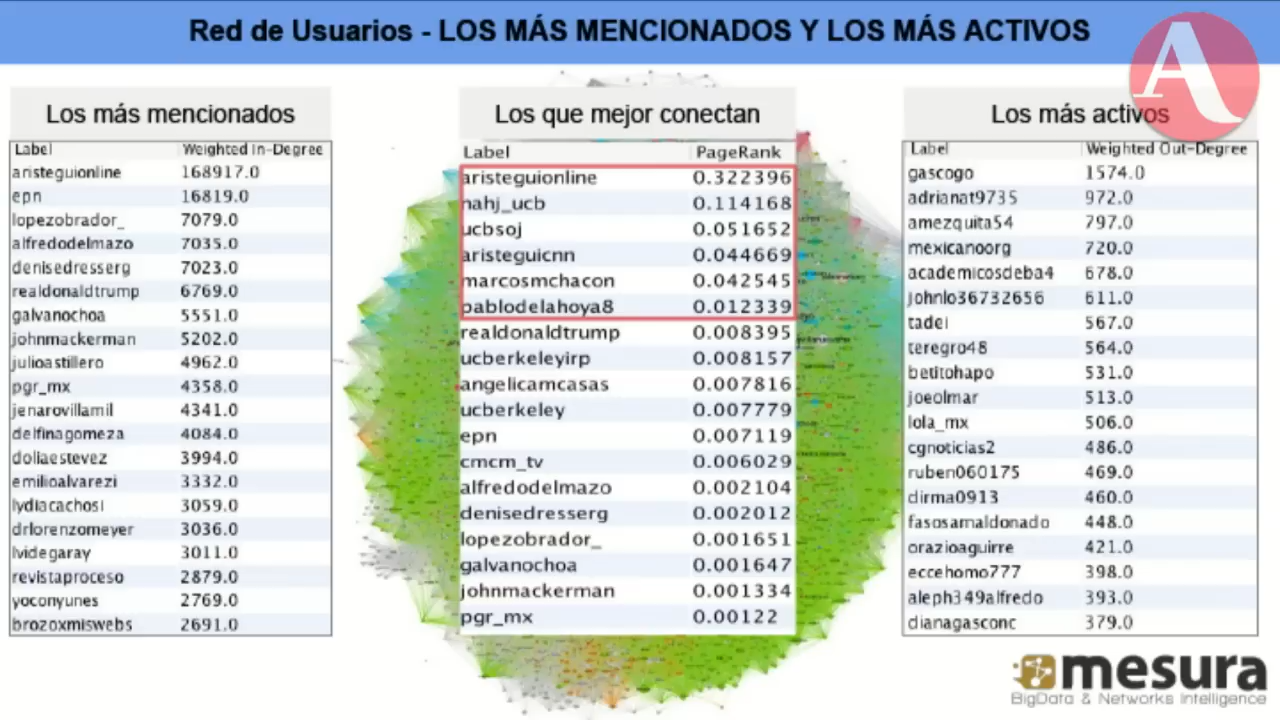 Red de Usuarios - LOS MÁS MENCIONADOS Y LOS MÁS ACTIVOS
A
Los más mencionados
Label Weighted In-Degree
aristeguionline 168917.0
epn 16819.0
lopezobrador_ 7079.0
alfredodelmazo 7035.0
denisedresserg 7023.0
realdonaldtrump 6769.0
galvanochoa 5551.0
johnmackerman 5202.0
julioastillero 4962.0
pgr_mx 4358.0
jenarovillamil 4341.0
delfinagomeza 4084.0
doliaestevez 3994.0
emilioalvarezi 3332.0
lydiacachosi 3059.0
drlorenzomeyer 3036.0
lvidegaray 3011.0
revistaproceso 2879.0
yoconyunes 2769.0
brozoxmiswebs 2691.0
Los que mejor conectan
Label PageRank
aristeguionline 0.322396
nahj_ucb 0.114168
ucbsoj 0.051652
aristeguicnn 0.044669
marcosmchacon 0.042545
pablodelahoya8 0.012339
realdonaldtrump 0.008395
ucberkeleyirp 0.008157
angelicamcasas 0.007816
ucberkeley 0.007779
epn 0.007119
cmcm_tv 0.006029
alfredodelmazo 0.002104
denisedresserg 0.002012
lopezobrador_ 0.001651
galvanochoa 0.001647
johnmackerman 0.001334
pgr_mx 0.00122
Los más activos
Label Weighted Out-Degree
gascogo 1574.0
adrianat9735 972.0
amezquita54 797.0
mexicanoorg 720.0
academicosdeba4 678.0
johnlo36732656 611.0
tadei 567.0
teregro48 564.0
betitohapo 531.0
joeolmar 513.0
lola_mx 506.0
cgnoticias2 486.0
ruben060175 469.0
dirma0913 460.0
fasosamaldonado 448.0
orazioaguirre 421.0
eccehomo777 398.0
aleph349alfredo 393.0
dianagasconc 379.0
mesura
BigData & Networks Intelligence